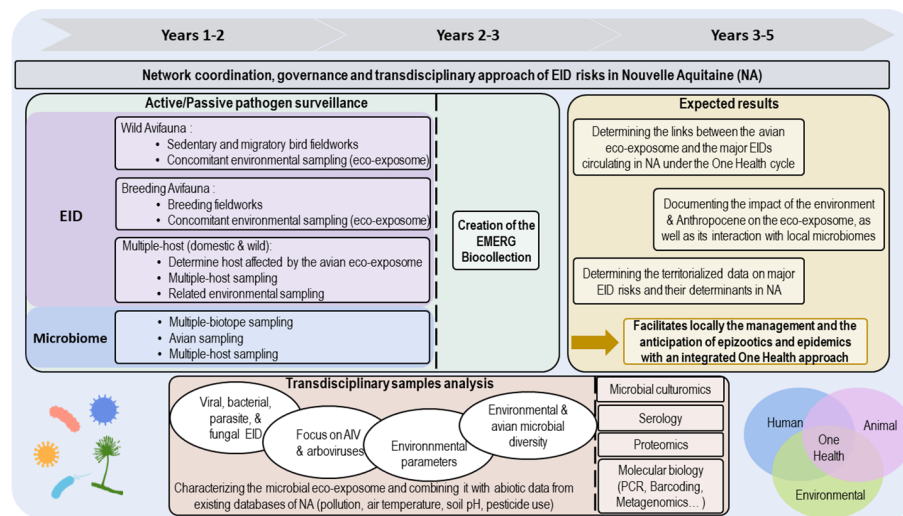 Years 1-2
Years 2-3
Years 3-5
Network coordination, governance and transdisciplinary approach of EID risks in Nouvelle Aquitaine (NA)
Active/Passive pathogen surveillance
EID
Wild Avifauna :
• Sedentary and migratory bird fieldworks
• Concomitant environmental sampling (eco-exposome)
Breeding Avifauna :
• Breeding fieldworks
• Concomitant environmental sampling (eco-exposome)
Multiple-host (domestic & wild):
• Determine host affected by the avian eco-exposome
• Multiple-host sampling
• Related environmental sampling
Microbiome
• Multiple-biotope sampling
• Avian sampling
• Multiple-host sampling
Creation of the
EMERG
Biocollection
Expected results
Determining the links between the avian
eco-exposome and the major EIDs
circulating in NA under the One Health cycle
Documenting the impact of the environment
& Anthropocene on the eco-exposome, as
well as its interaction with local microbiomes
Determining the territorialized data on major
EID risks and their determinants in NA
Facilitates locally the management and the
anticipation of epizootics and epidemics
with an integrated One Health approach
Transdisciplinary samples analysis
Viral, bacterial,
parasite, &
fungal EID
Focus on AIV
& arboviruses
Environmental
parameters
Environmental &
avian microbial
diversity
Characterizing the microbial eco-exposome and combining it with abiotic data from
existing databases of NA (pollution, air temperature, soil pH, pesticide use)
Microbial culturomics
Serology
Proteomics
Molecular biology
(PCR, Barcoding,
Metagenomics… )
Human
Animal
One
Health
Environmental